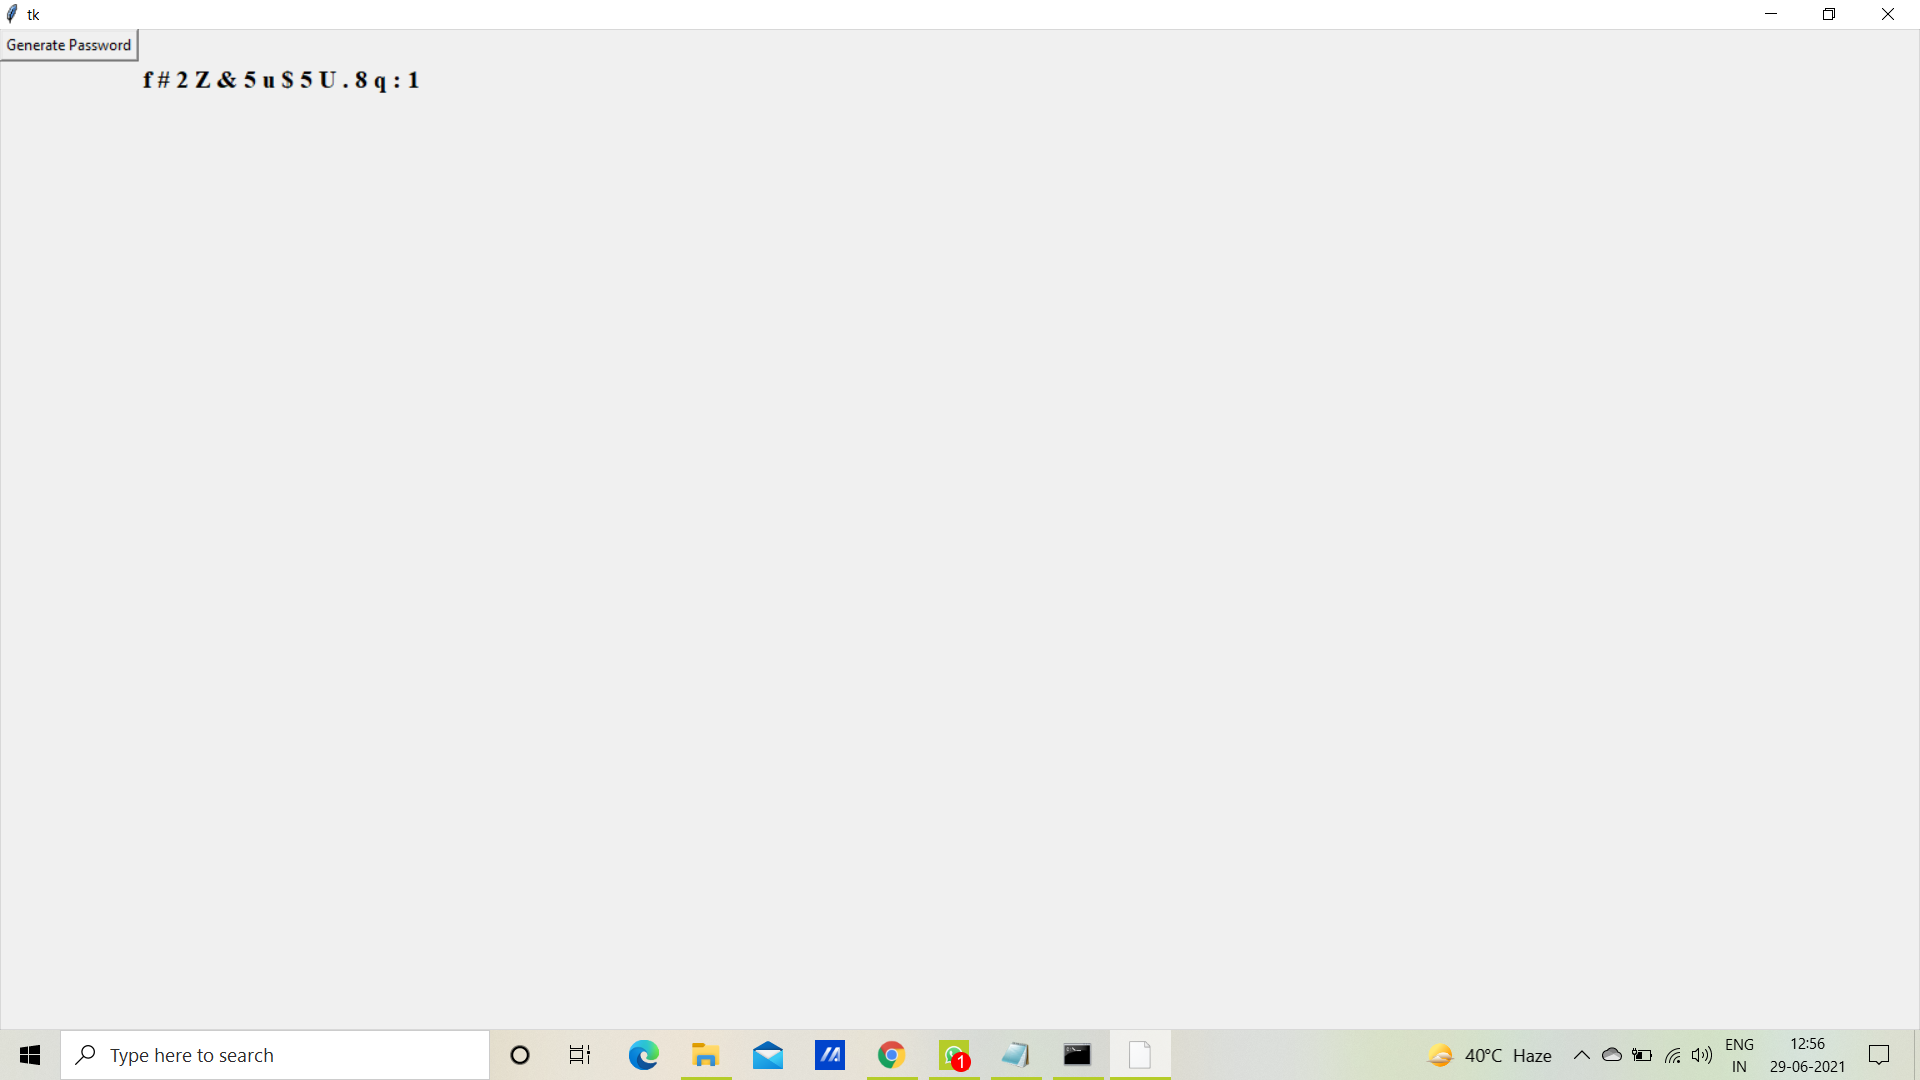 tk
Generate Password
f # 2 Z & 5 u $ 5 U . 8 q : 1
Type here to search
1
40°C Haze
ENG
IN
12:56
29-06-2021